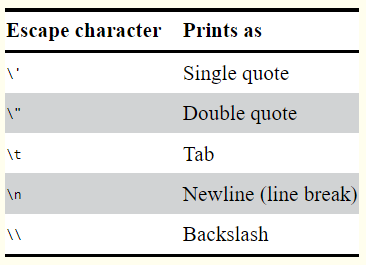 Escape character Prints as
\' Single quote
\" Double quote
\t Tab
\n Newline (line break)
\\ Backslash